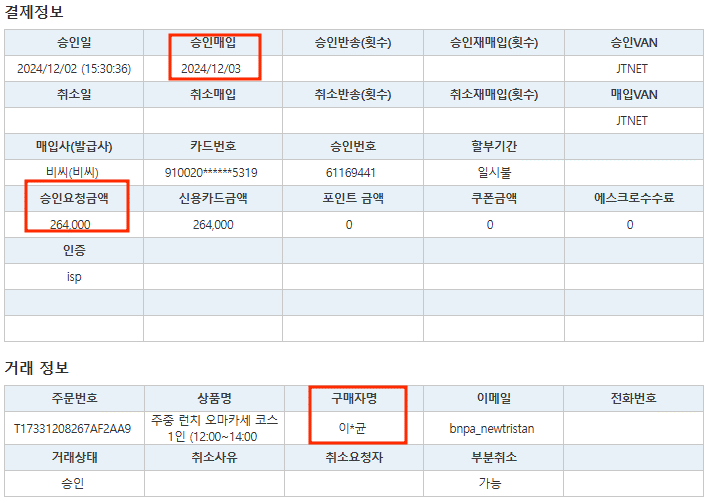 결제정보
승인일 승인매입 승인반송(횟수) 승인재매입(횟수) 승인VAN
2024/12/02 (15:30:36) 2024/12/03 JTNET
취소일 취소매입 취소반송(횟수) 취소재매입(횟수) 매입VAN
JTNET
매입사(발급사) 카드번호 승인번호 할부기간
비씨(비씨) 910020******5319 61169441 일시불
승인요청금액 신용카드금액 포인트 금액 쿠폰금액 에스크로수수료
264,000 264,000 0 0 0
인증
isp
거래 정보
주문번호 상품명 구매자명 이메일 전화번호
T17331208267AF2AA9 주중 런치 오마카세 코스 이*균 bnpa_newtristan
1인 (12:00~14:00
거래상태 취소사유 취소요청자 부분취소
승인 가능